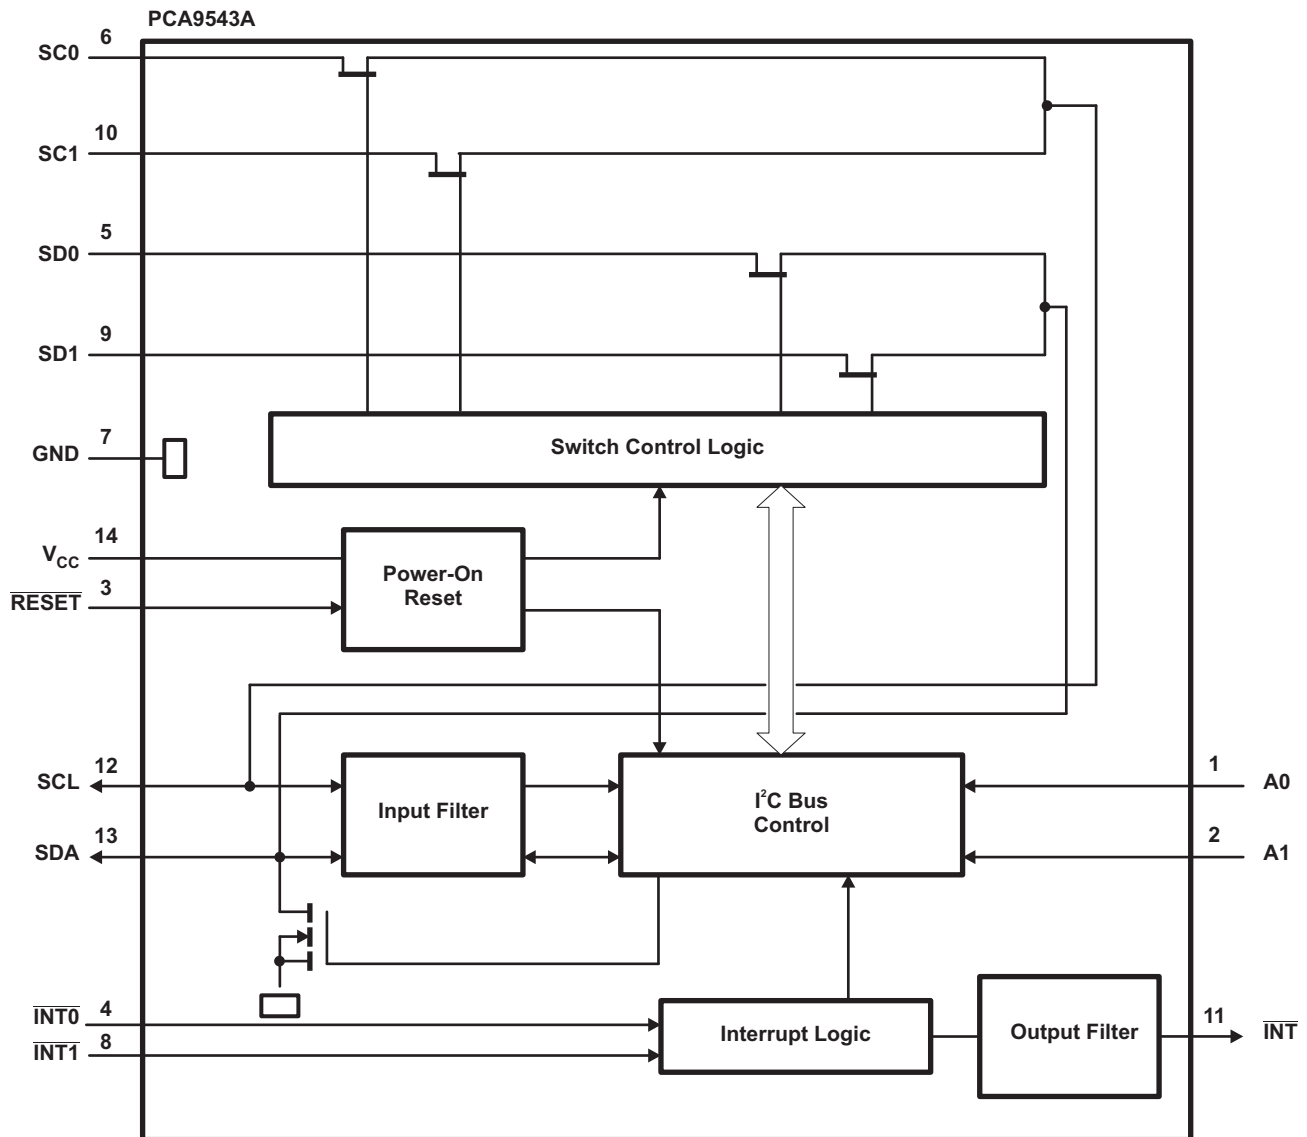 PCA9543A
SC0 6
SC1 10
SD0 5
SD1 9
GND 7
Switch Control Logic
VCC 14
RESET 3
Power-On
Reset
SCL 12
SDA 13
Input Filter
I²C Bus
Control
1 A0
2 A1
INT0 4
INT1 8
Interrupt Logic
Output Filter
11 INT